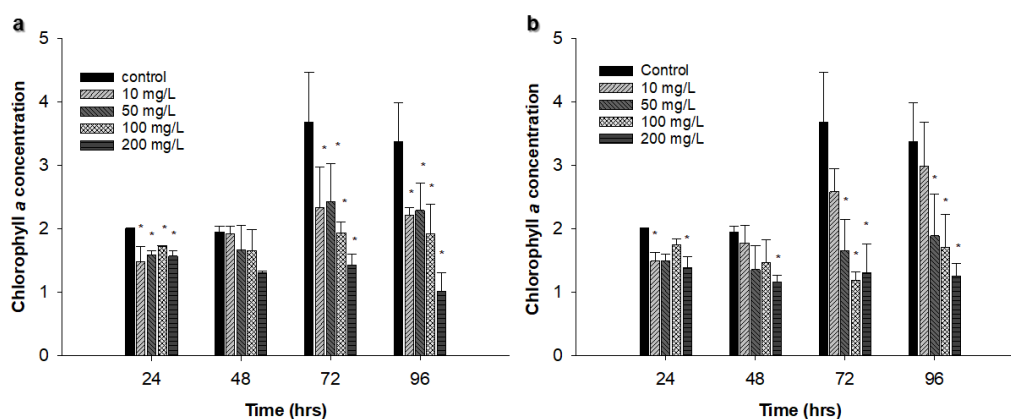 a
5
4
3
2
1
0
Chlorophyll a concentration
control
10 mg/L
50 mg/L
100 mg/L
200 mg/L
* * * *
* * * *
* * * *
24 48 72 96
Time (hrs)
b
5
4
3
2
1
0
Chlorophyll a concentration
Control
10 mg/L
50 mg/L
100 mg/L
200 mg/L
* *
*
* * *
* * *
24 48 72 96
Time (hrs)